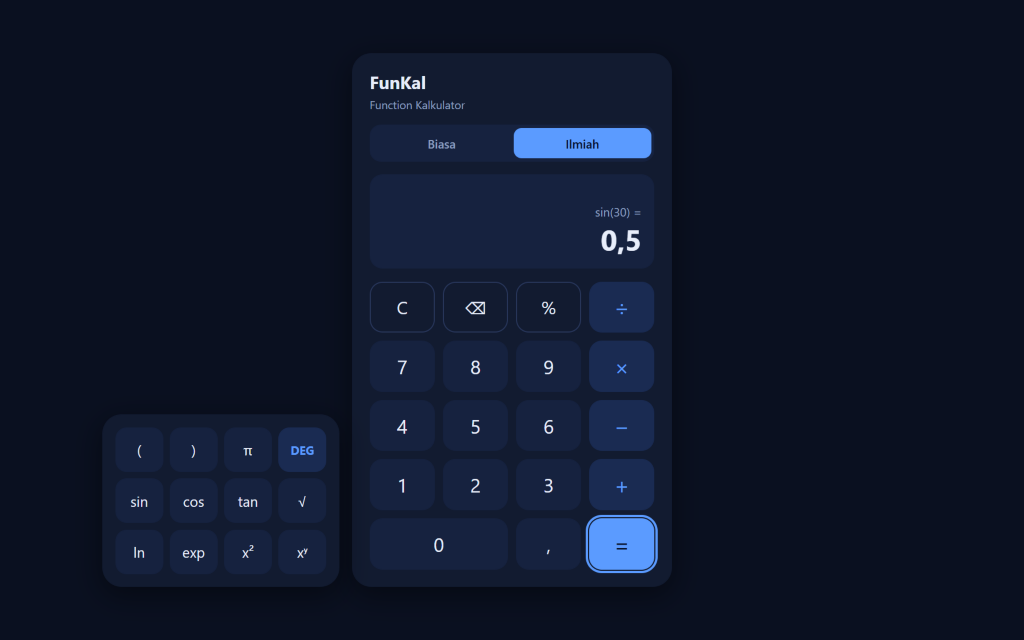 FunKal
Function Kalkulator
Biasa Ilmiah
sin(30) =
0,5
C ⌫ % ÷
7 8 9 ×
4 5 6 −
1 2 3 +
0 , =
( ) π DEG
sin cos tan √
ln exp x² xʸ